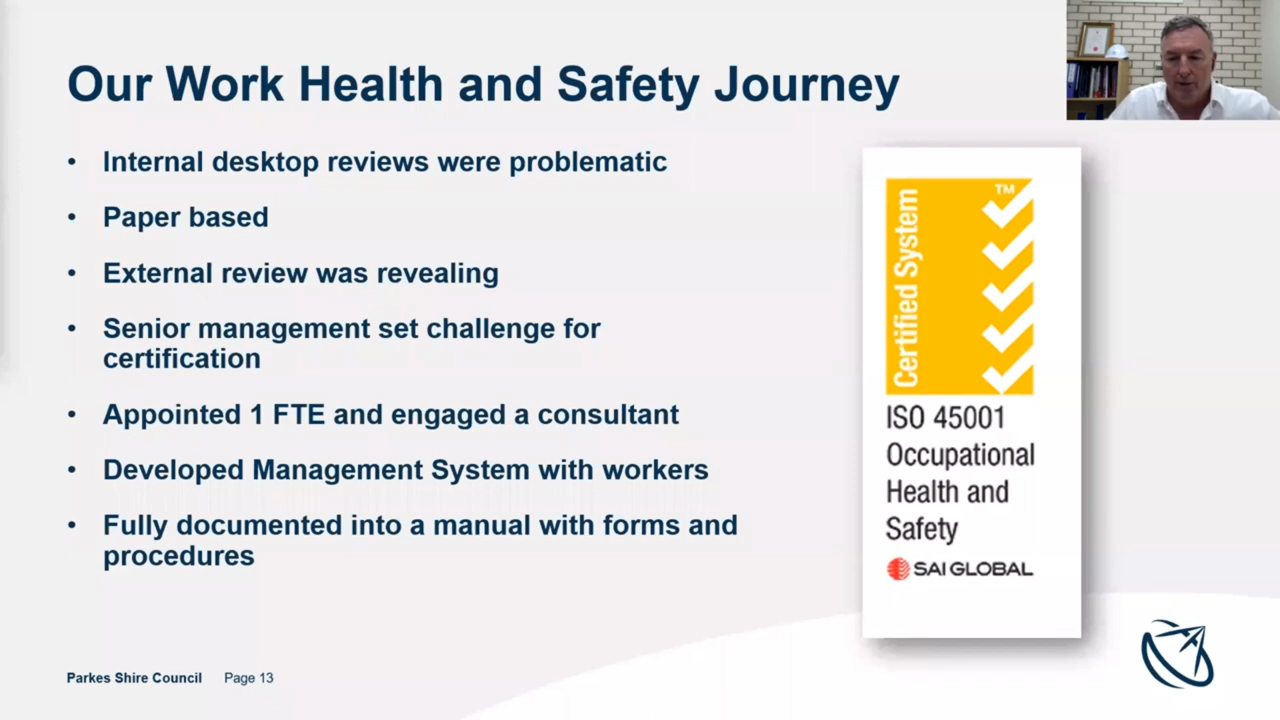 Our Work Health and Safety Journey
• Internal desktop reviews were problematic
• Paper based
• External review was revealing
• Senior management set challenge for
certification
• Appointed 1 FTE and engaged a consultant
• Developed Management System with workers
• Fully documented into a manual with forms and
procedures
Certified System
TM
ISO 45001
Occupational
Health and
Safety
SAI GLOBAL
Parkes Shire Council Page 13